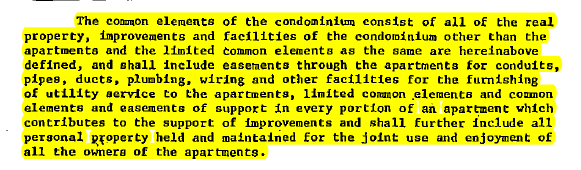 The common elements of the condominium consist of all of the real
property, improvements and facilities of the condominium other than the
apartments and the limited common elements as the same are hereinabove
defined, and shall include easements through the apartments for conduits,
pipes, ducts, plumbing, wiring and other facilities for the furnishing
of utility service to the apartments, limited common elements and common
elements and easements of support in every portion of an apartment which
contributes to the support of improvements and shall further include all
personal property held and maintained for the joint use and enjoyment of
all the owners of the apartments.